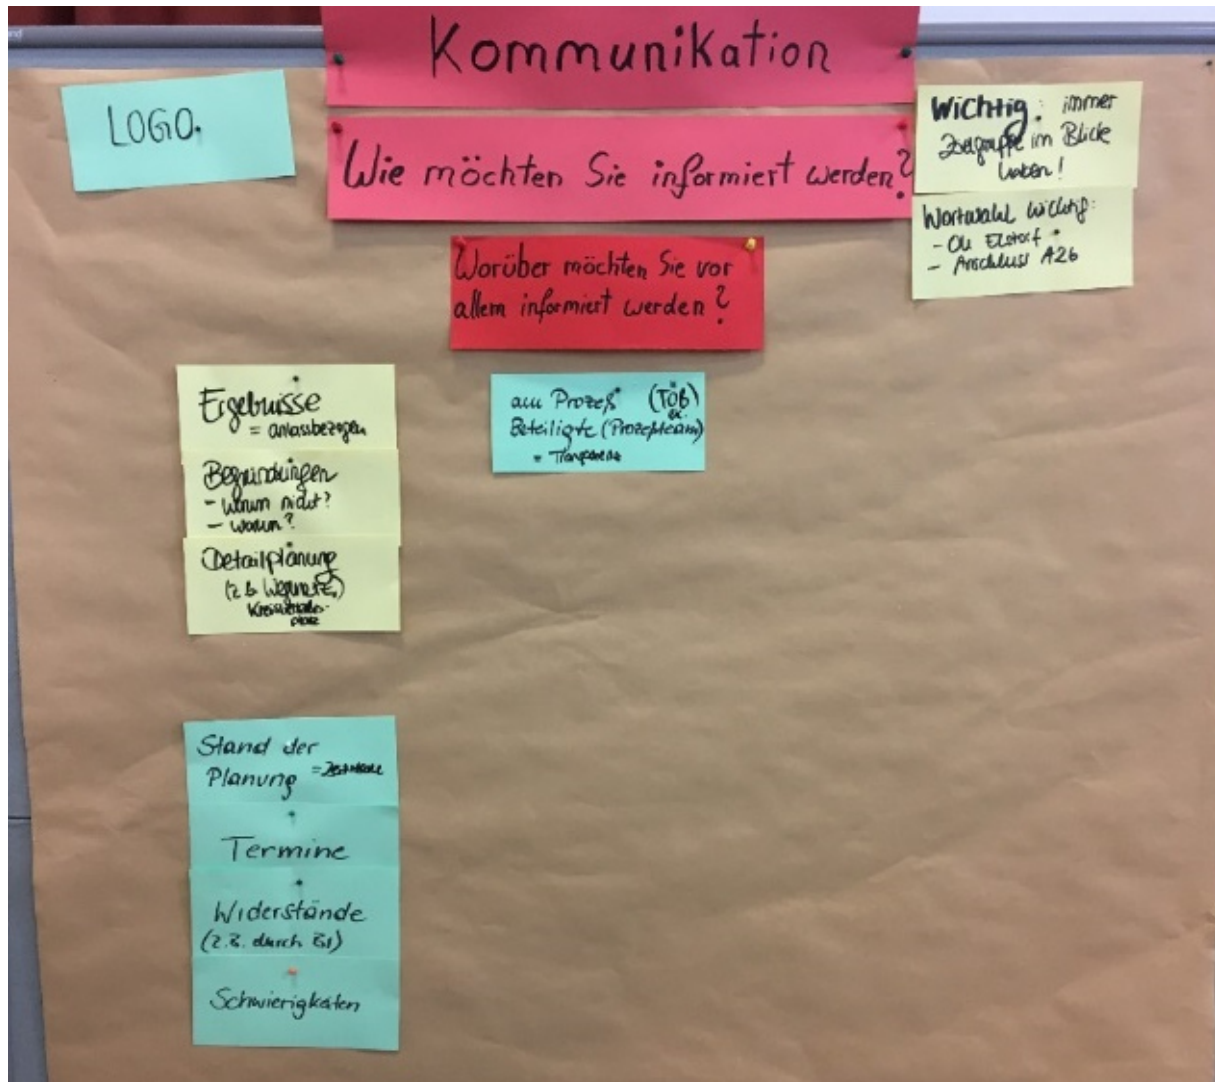 Kommunikation
LOGO.
Wie möchten Sie informiert werden?
Wichtig: immer
Zielgruppe im Blick
haben!
Wortwahl wichtig:
- OU Elstorf
- Anschluss A26
Worüber möchten Sie vor
allem informiert werden?
Ergebnisse
= anlassbezogen
Begründungen
- warum nicht?
- warum?
Detailplanung
(z.B. Wegnetz,)
am Prozeß (TÖB)
Beteiligte (Prozeßteam)
= Transparenz
Stand der
Planung
Termine
Widerstände
(z.B. durch BI)
Schwierigkeiten